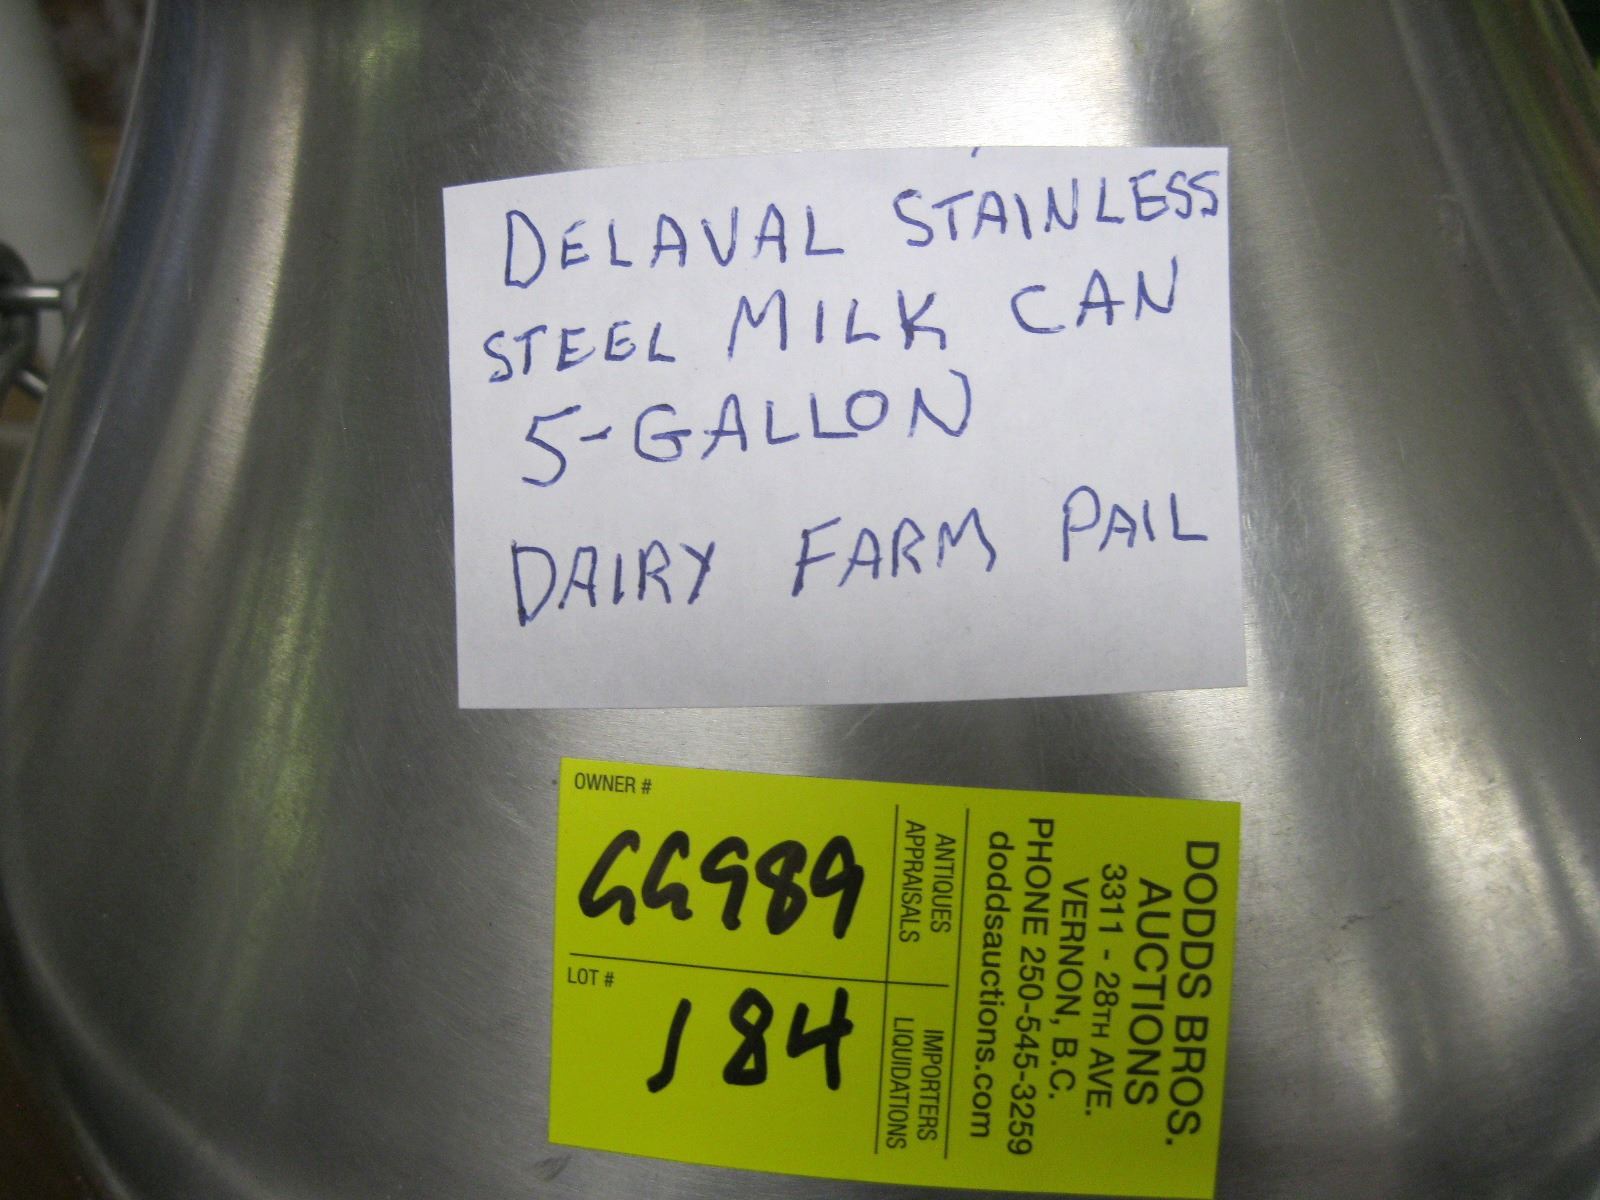 DELAVAL STAINLESS
STEEL MILK CAN
5-GALLON
DAIRY FARM PAIL
OWNER #
GG989
LOT #
184
ANTIQUES
APPRAISALS
IMPORTERS
LIQUIDATIONS
DODDS BROS.
AUCTIONS
3311 - 28TH AVE.
VERNON, B.C.
PHONE 250-545-3259
doddsauctions.com